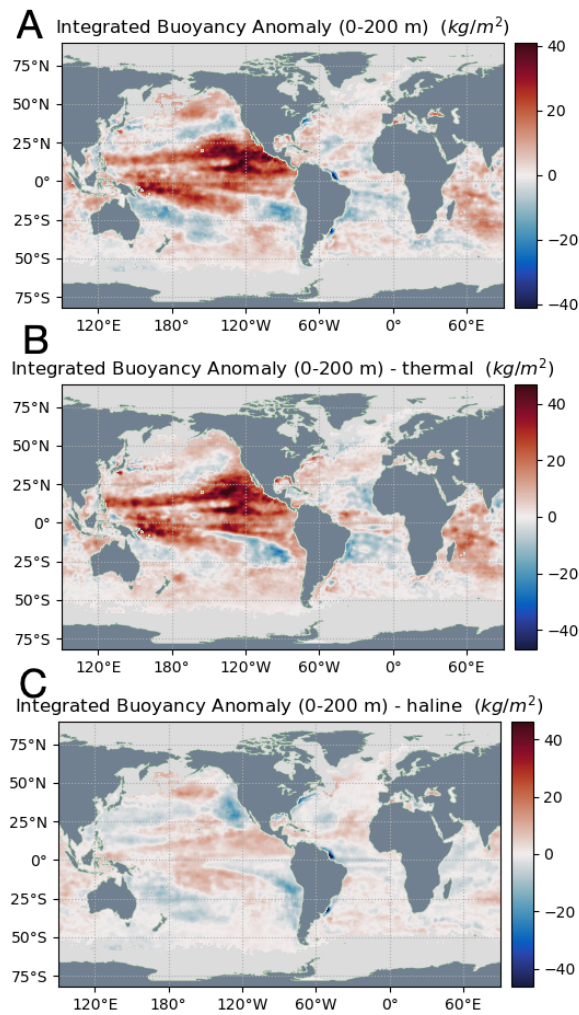 A
Integrated Buoyancy Anomaly (0-200 m) (kg/m²)
75°N
50°N
25°N
0°
25°S
50°S
75°S
120°E 180° 120°W 60°W 0° 60°E
40
20
0
−20
−40
B
Integrated Buoyancy Anomaly (0-200 m) - thermal (kg/m²)
75°N
50°N
25°N
0°
25°S
50°S
75°S
120°E 180° 120°W 60°W 0° 60°E
40
20
0
−20
−40
C
Integrated Buoyancy Anomaly (0-200 m) - haline (kg/m²)
75°N
50°N
25°N
0°
25°S
50°S
75°S
120°E 180° 120°W 60°W 0° 60°E
40
20
0
−20
−40